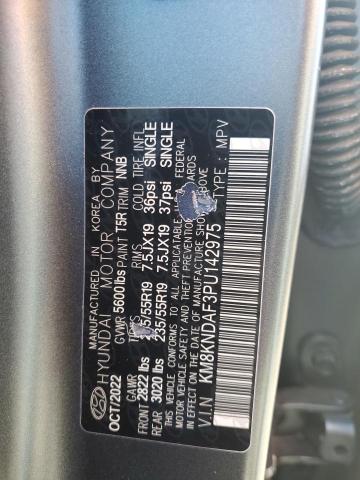 MANUFACTURED IN KOREA BY
HYUNDAI MOTOR COMPANY
OCT/2022 GVWR 5600lbs PAINT T5R TRIM NNB
GAWR TIRES RIMS COLD TIRE INFL
FRONT 2822 lbs 5/55R19 7.5JX19 36psi SINGLE
REAR 3020 lbs 235/55R19 7.5JX19 37psi SINGLE
THIS VEHICLE CONFORMS TO ALL APPLICABLE FEDERAL
MOTOR VEHICLE SAFETY THEFT PREVENTION STANDARDS
IN EFFECT ON THE DATE OF MANUFACTURE SHOWN ABOVE
V.I.N KM8KNDAF3PU142975 TYPE : MPV